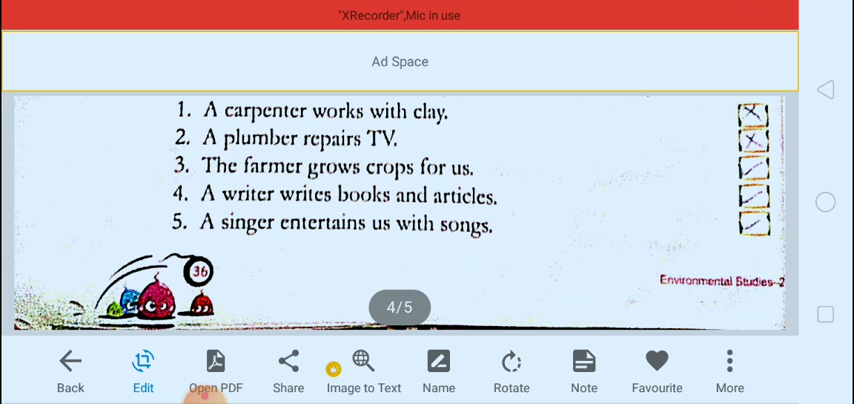 "XRecorder",Mic in use
Ad Space
1. A carpenter works with clay.
2. A plumber repairs TV.
3. The farmer grows crops for us.
4. A writer writes books and articles.
5. A singer entertains us with songs.
36
Environmental Studies-2
4/5
Back
Edit
Open PDF
Share
Image to Text
Name
Rotate
Note
Favourite
More